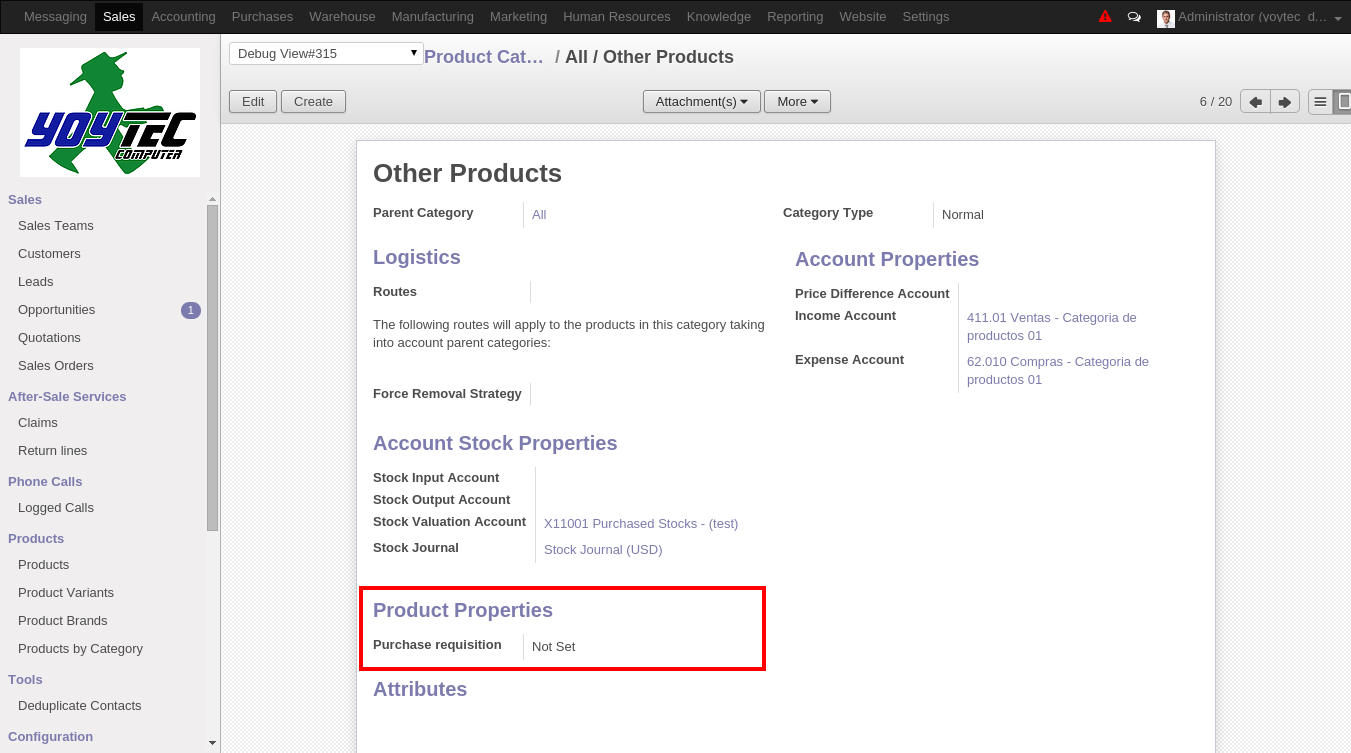 Messaging Sales Accounting Purchases Warehouse Manufacturing Marketing Human Resources Knowledge Reporting Website Settings Administrator (yoytec_d...
YOYTEC
COMPUTER
Debug View#315
Product Cat... / All / Other Products
Edit Create Attachment(s) More 6 / 20
Sales
Sales Teams
Customers
Leads
Opportunities 1
Quotations
Sales Orders
After-Sale Services
Claims
Return lines
Phone Calls
Logged Calls
Products
Products
Product Variants
Product Brands
Products by Category
Tools
Deduplicate Contacts
Configuration
Other Products
Parent Category All
Category Type Normal
Logistics
Routes
The following routes will apply to the products in this category taking
into account parent categories:
Force Removal Strategy
Account Properties
Price Difference Account
Income Account 411.01 Ventas - Categoria de
productos 01
Expense Account 62.010 Compras - Categoria de
productos 01
Account Stock Properties
Stock Input Account
Stock Output Account
Stock Valuation Account X11001 Purchased Stocks - (test)
Stock Journal Stock Journal (USD)
Product Properties
Purchase requisition Not Set
Attributes